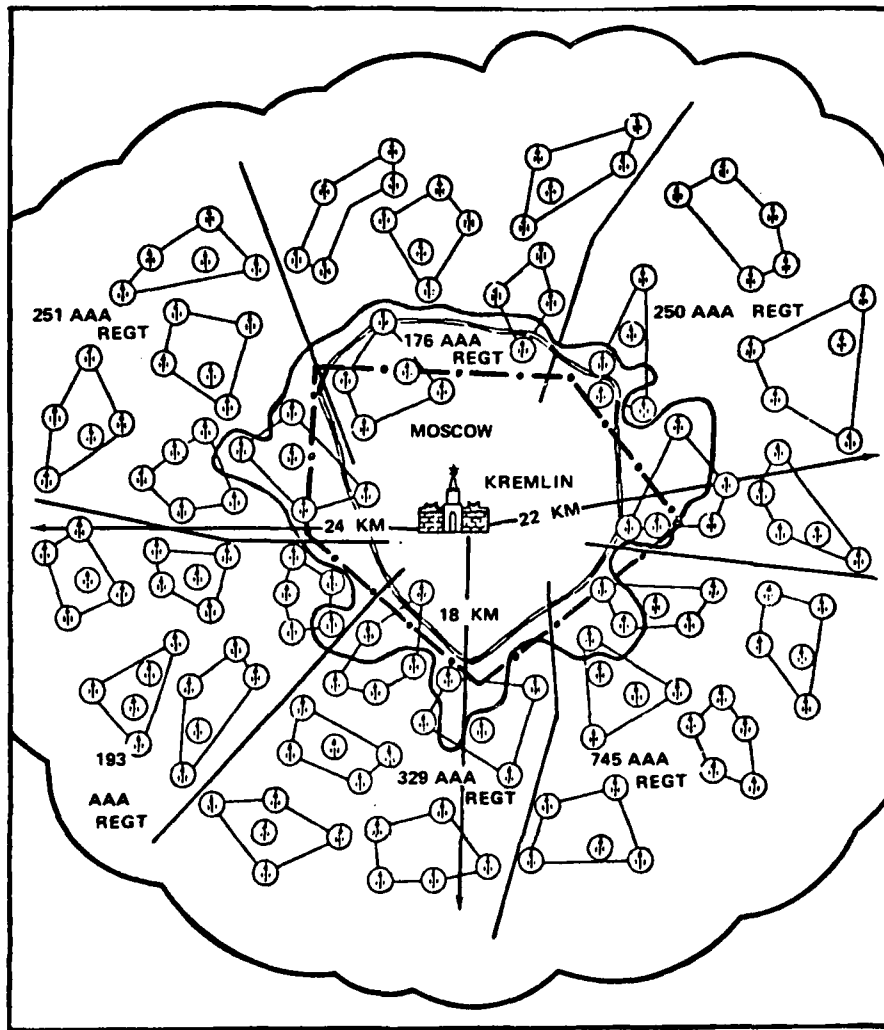 251 AAA
REGT
176 AAA
REGT
250 AAA REGT
MOSCOW
KREMLIN
24 KM
22 KM
18 KM
193
AAA
REGT
329 AAA
REGT
745 AAA
REGT